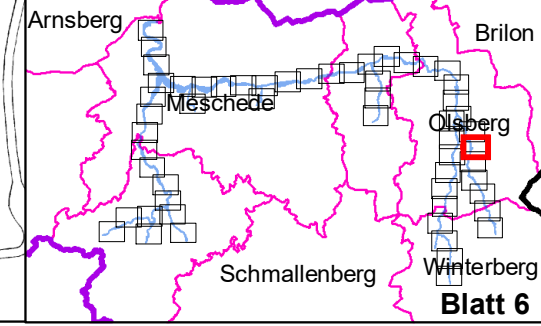 Arnsberg
Brilon
Meschede
Olsberg
Schmallenberg
Winterberg
Blatt 6